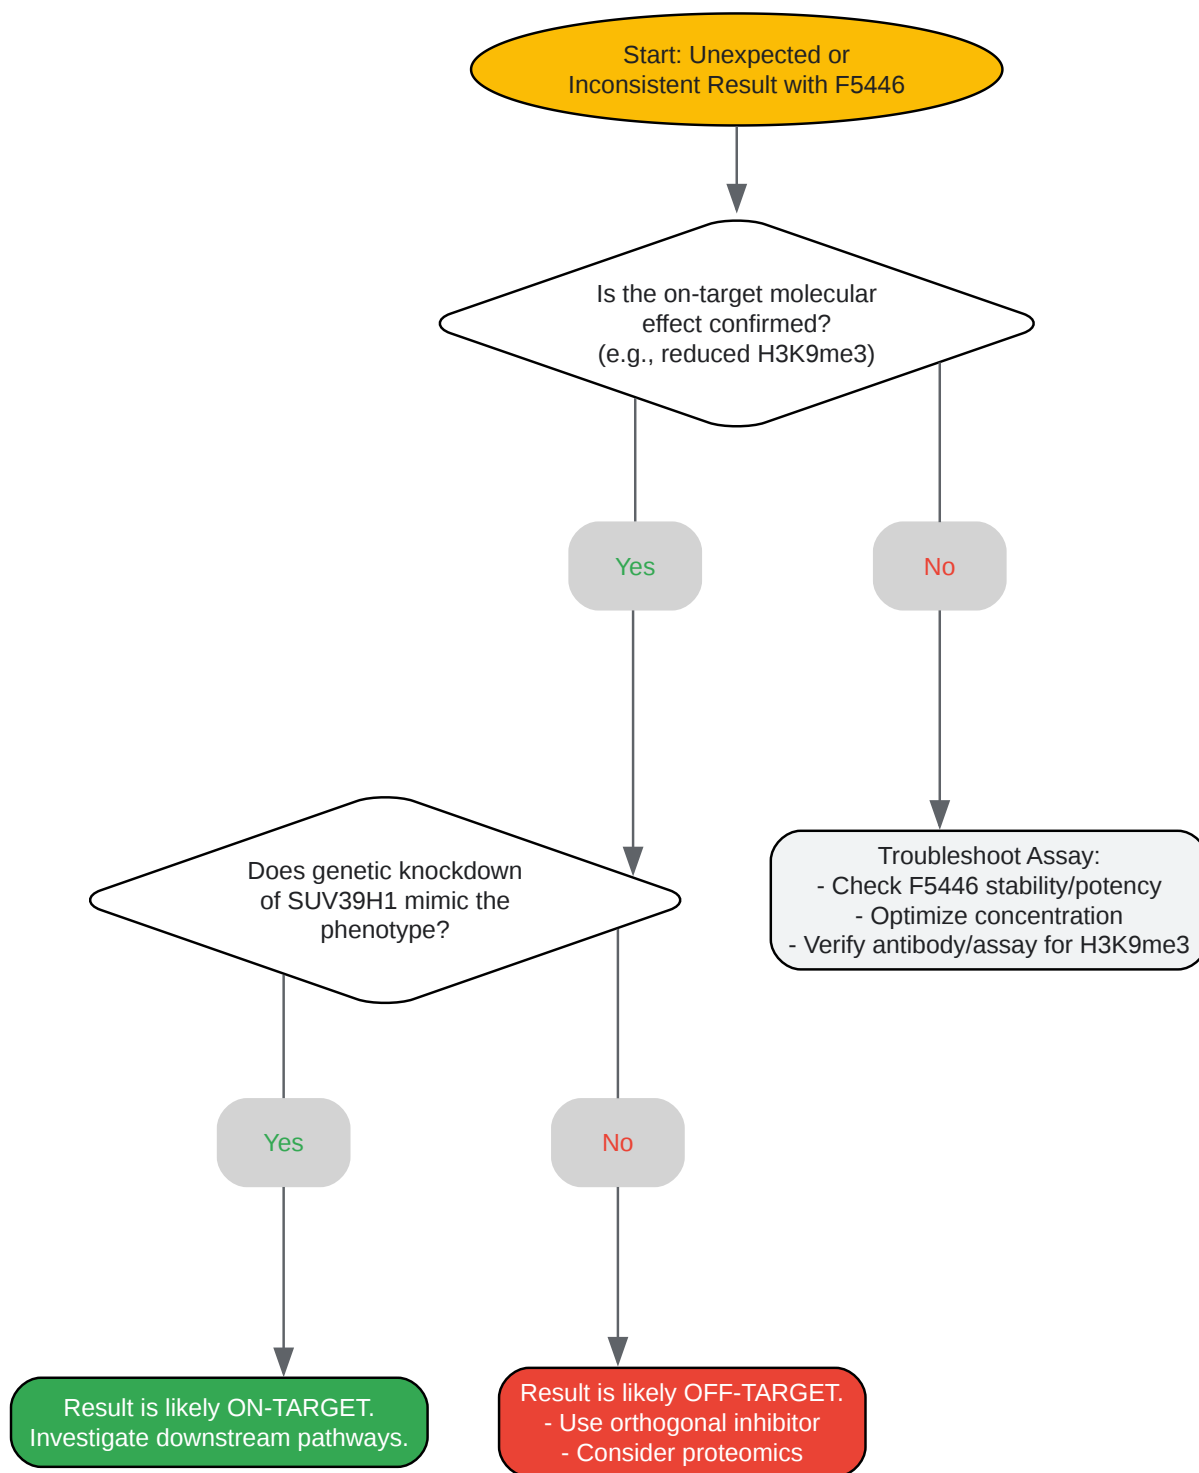 Start: Unexpected or
Inconsistent Result with F5446
Is the on-target molecular
effect confirmed?
(e.g., reduced H3K9me3)
Yes
No
Troubleshoot Assay:
- Check F5446 stability/potency
- Optimize concentration
- Verify antibody/assay for H3K9me3
Does genetic knockdown
of SUV39H1 mimic the
phenotype?
Yes
No
Result is likely ON-TARGET.
Investigate downstream pathways.
Result is likely OFF-TARGET.
- Use orthogonal inhibitor
- Consider proteomics